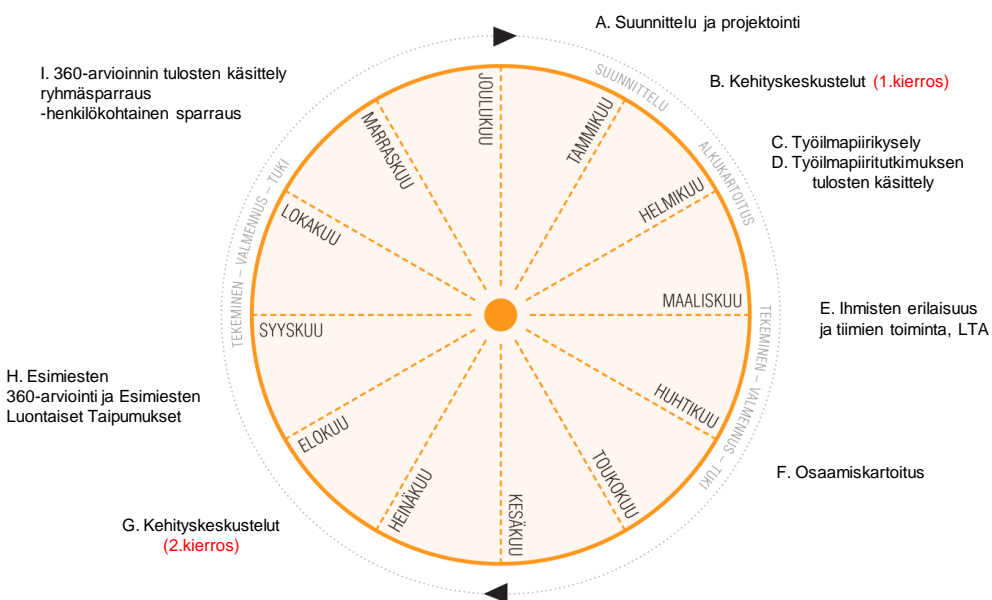 A. Suunnittelu ja projektointi
I. 360-arvioinnin tulosten käsittely
ryhmäsparraus
-henkilökohtainen sparraus
B. Kehityskeskustelut (1.kierros)
C. Työilmapiirikysely
D. Työilmapiiritutkimuksen
tulosten käsittely
E. Ihmisten erilaisuus
ja tiimien toiminta, LTA
F. Osaamiskartoitus
G. Kehityskeskustelut
(2.kierros)
H. Esimiesten
360-arviointi ja Esimiesten
Luontaiset Taipumukset
SUUNNITTELU
ALKUKARTOITUS
TEKEMINEN – VALMENNUS – TUKI
TEKEMINEN – VALMENNUS – TUKI
TAMMIKUU
HELMIKUU
MAALISKUU
HUHTIKUU
TOUKOKUU
KESÄKUU
HEINÄKUU
ELOKUU
SYYSKUU
LOKAKUU
MARRASKUU
JOULUKUU